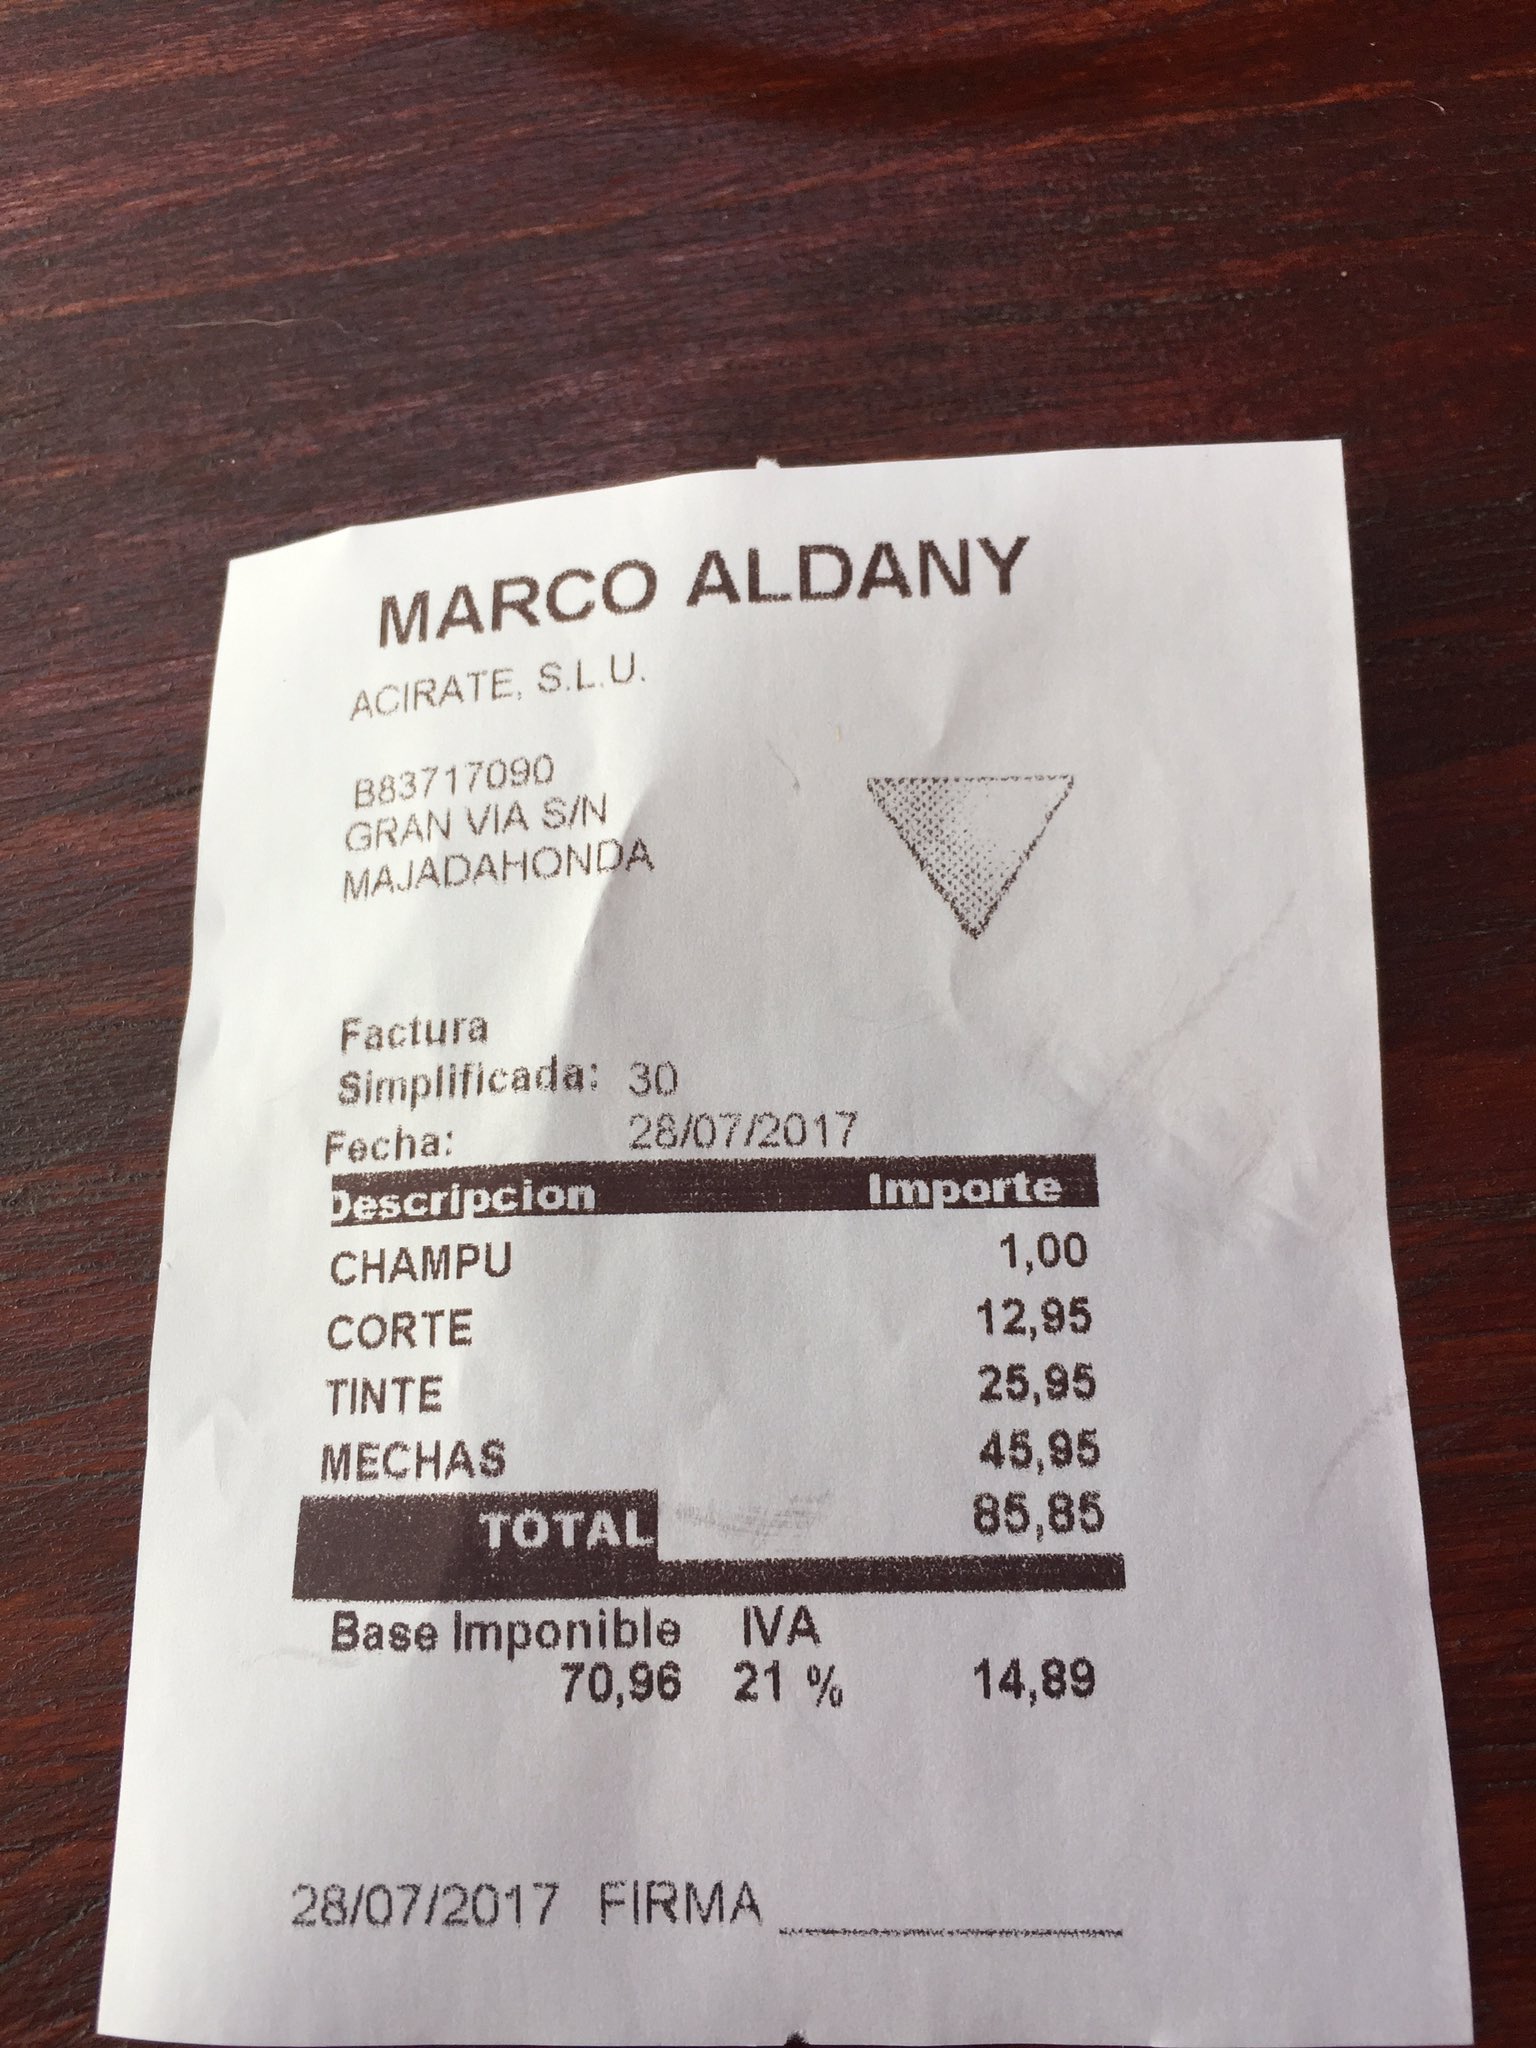 MARCO ALDANY
ACIRATE, S.L.U.
B83717090
GRAN VIA S/N
MAJADAHONDA
Factura
Simplificada: 30
Fecha: 28/07/2017
Descripcion Importe
CHAMPU 1,00
CORTE 12,95
TINTE 25,95
MECHAS 45,95
TOTAL 85,85
Base Imponible IVA
70,96 21 % 14,89
28/07/2017 FIRMA